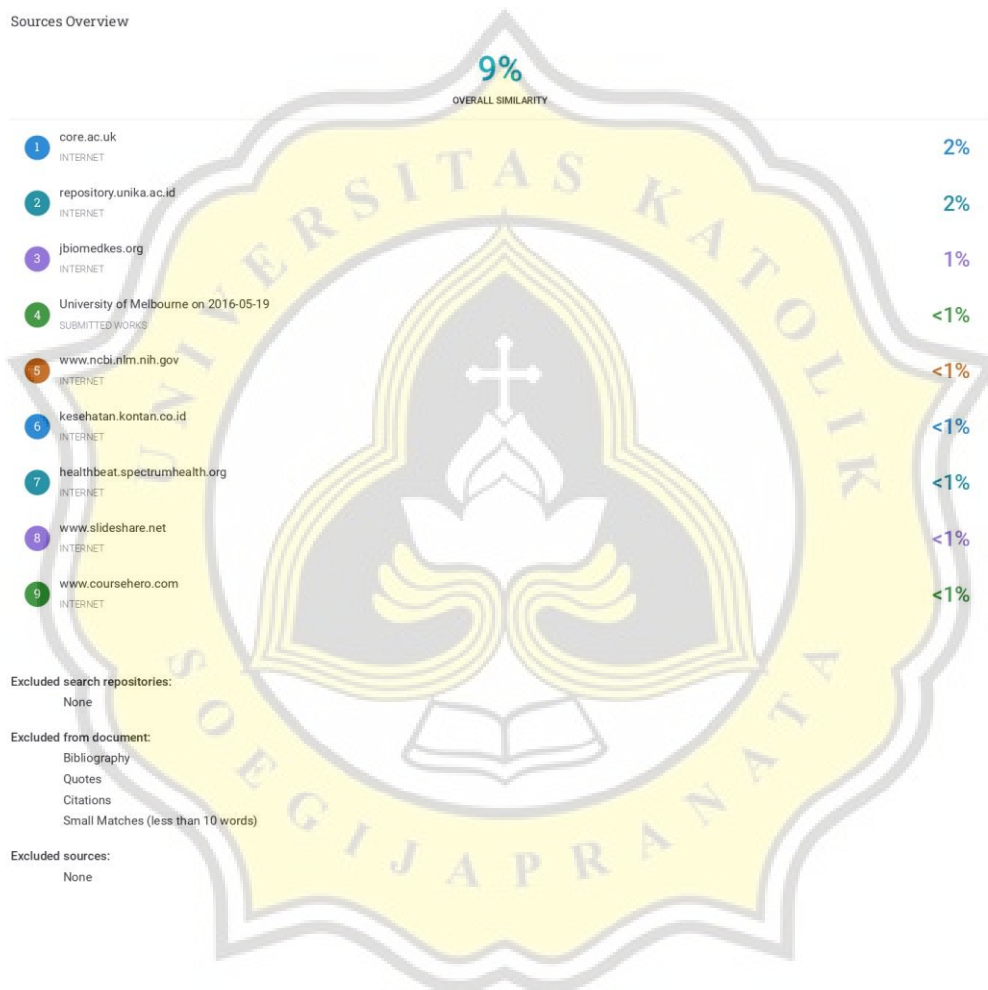 Sources Overview
9%
OVERALL SIMILARITY
1 core.ac.uk 2%
INTERNET
2 repository.unika.ac.id 2%
INTERNET
3 jbiomedkes.org 1%
INTERNET
4 University of Melbourne on 2016-05-19 <1%
SUBMITTED WORKS
5 www.ncbi.nlm.nih.gov <1%
INTERNET
6 kesehatan.kontan.co.id <1%
INTERNET
7 healthbeat.spectrumhealth.org <1%
INTERNET
8 www.slideshare.net <1%
INTERNET
9 www.coursehero.com <1%
INTERNET
Excluded search repositories:
None
Excluded from document:
Bibliography
Quotes
Citations
Small Matches (less than 10 words)
Excluded sources:
None
UNIVERSITAS KATOLIK
SOEGIJAPRANATA